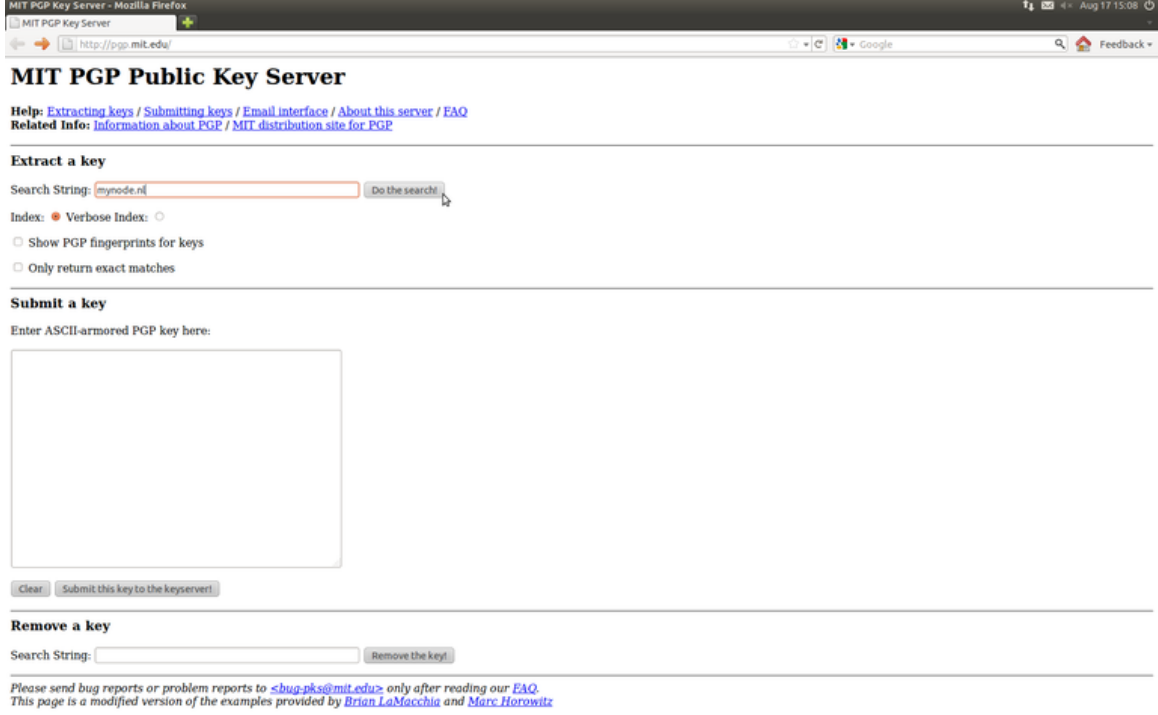 MIT PGP Key Server - Mozilla Firefox
Aug 17 15:08
MIT PGP Key Server
http://pgp.mit.edu/
Google
Feedback
MIT PGP Public Key Server
Help: Extracting keys / Submitting keys / Email interface / About this server / FAQ
Related Info: Information about PGP / MIT distribution site for PGP
Extract a key
Search String: mynode.nl Do the search!
Index: Verbose Index:
Show PGP fingerprints for keys
Only return exact matches
Submit a key
Enter ASCII-armored PGP key here:
Clear Submit this key to the keyserver!
Remove a key
Search String: Remove the key!
Please send bug reports or problem reports to <bug-pks@mit.edu> only after reading our FAQ.
This page is a modified version of the examples provided by Brian LaMacchia and Marc Horowitz